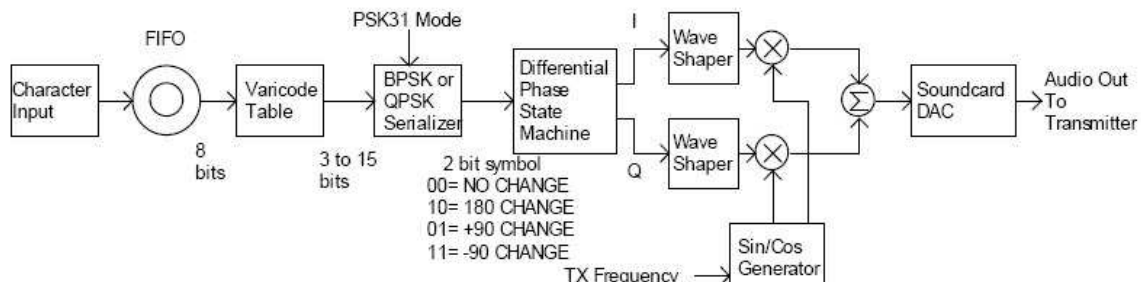 PSK31 Mode
FIFO
Character
Input
8
bits
Varicode
Table
3 to 15
bits
BPSK or
QPSK
Serializer
2 bit symbol
00= NO CHANGE
10= 180 CHANGE
01= +90 CHANGE
11= -90 CHANGE
Differential
Phase
State
Machine
I
Q
Wave
Shaper
Wave
Shaper
TX Frequency
Sin/Cos
Generator
Σ
Soundcard
DAC
Audio Out
To
Transmitter